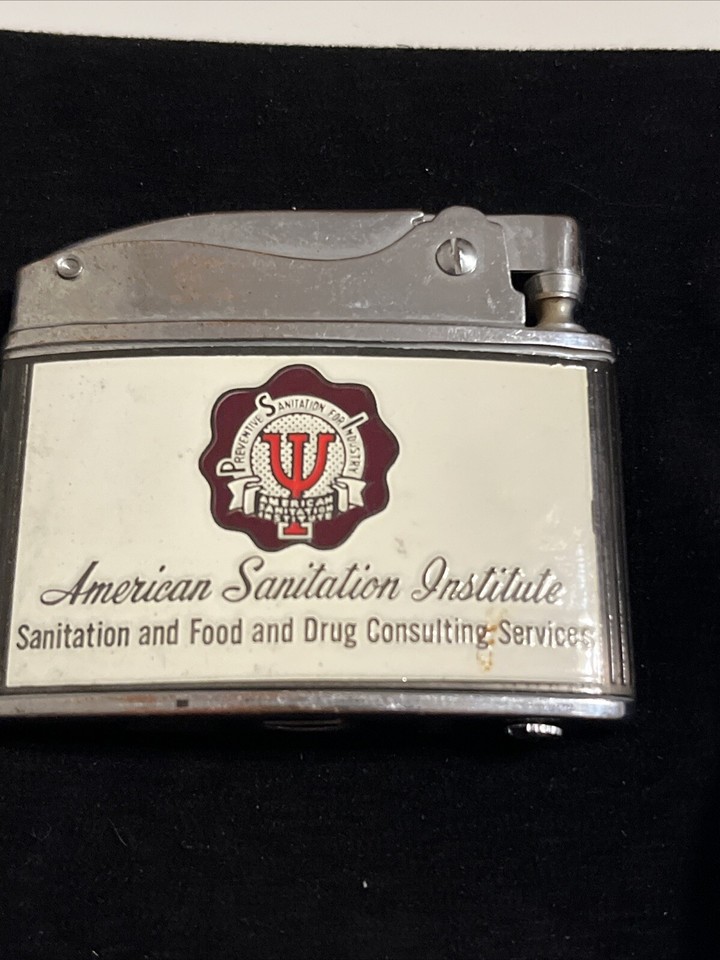 PREVENTIVE SANITATION FOR INDUSTRY
Ψ
AMERICAN
SANITATION
INSTITUTE
American Sanitation Institute
Sanitation and Food and Drug Consulting Services